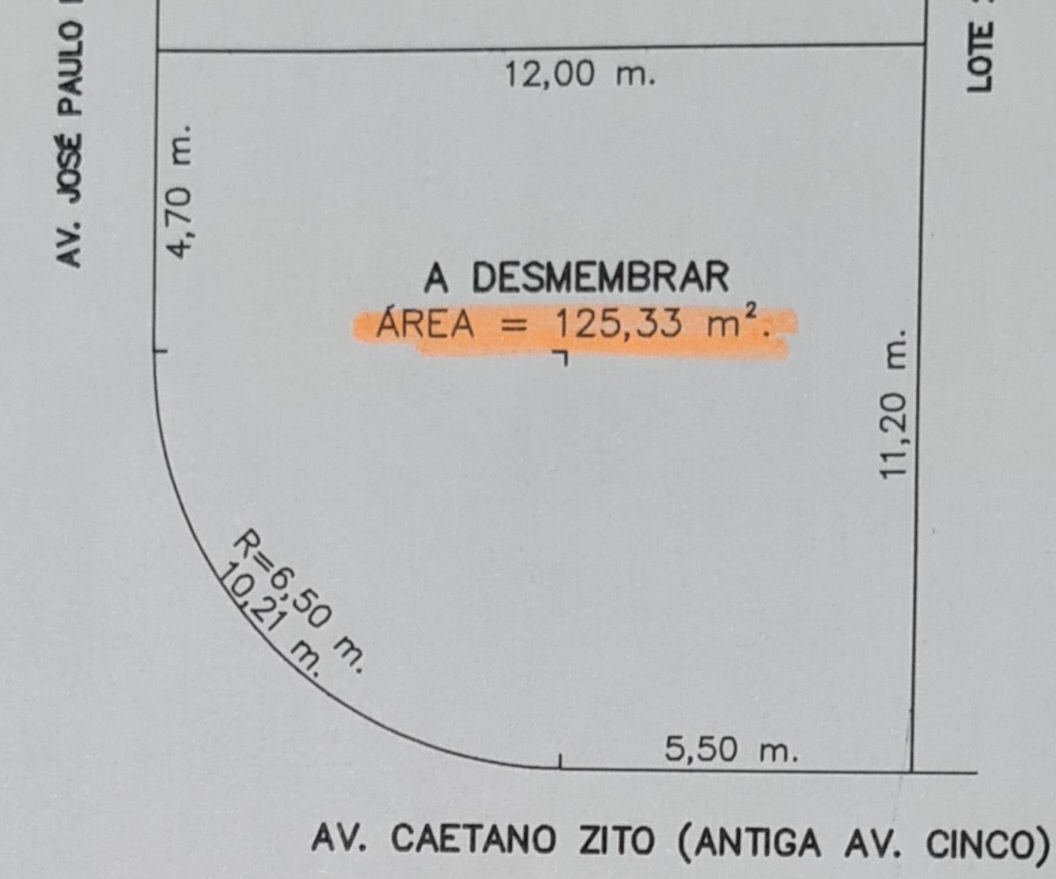 12,00 m.
AV. JOSÉ PAULO
LOTE
4,70 m.
A DESMEMBRAR
ÁREA = 125,33 m².
11,20 m.
R=6,50 m.
10,21 m.
5,50 m.
AV. CAETANO ZITO (ANTIGA AV. CINCO)